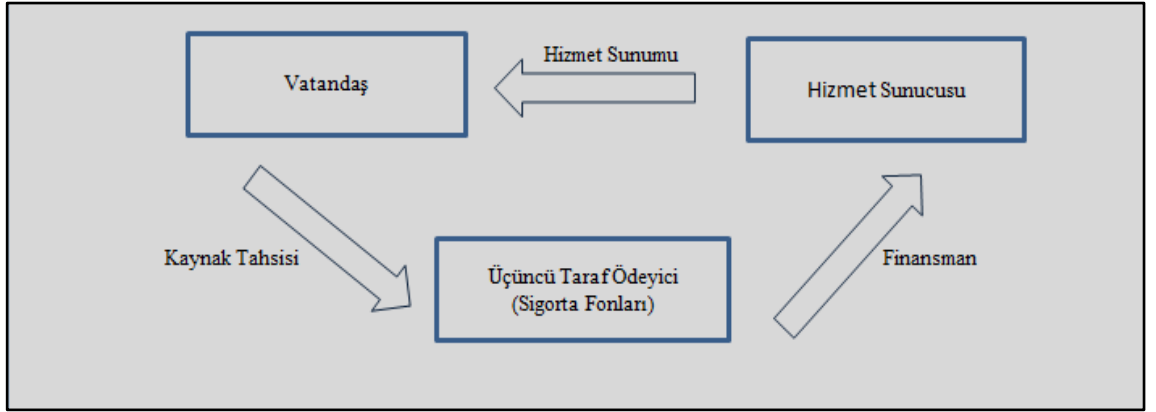 Hizmet Sunumu
Vatandaş
Hizmet Sunucusu
Kaynak Tahsisi
Üçüncü Taraf Ödeyici
(Sigorta Fonları)
Finansman